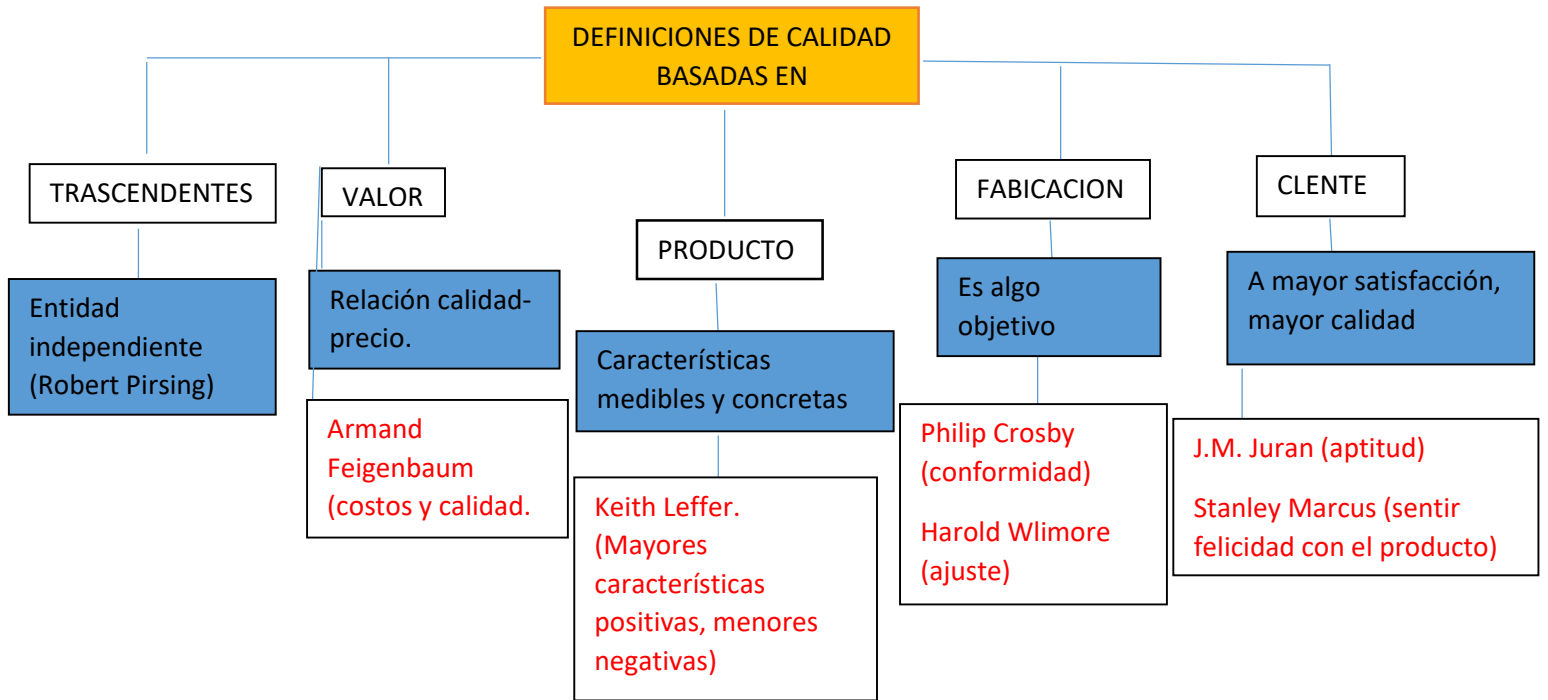 DEFINICIONES DE CALIDAD
BASADAS EN
TRASCENDENTES
VALOR
PRODUCTO
FABICACION
CLENTE
Entidad
independiente
(Robert Pirsing)
Relación calidad-
precio.
Armand
Feigenbaum
(costos y calidad.
Característícas
medibles y concretas
Keith Leffer.
(Mayores
característícas
positivas, menores
negativas)
Es algo
objetivo
Philip Crosby
(conformidad)
Harold Wlimore
(ajuste)
A mayor satisfacción,
mayor calidad
J.M. Juran (aptitud)
Stanley Marcus (sentir
felicidad con el producto)